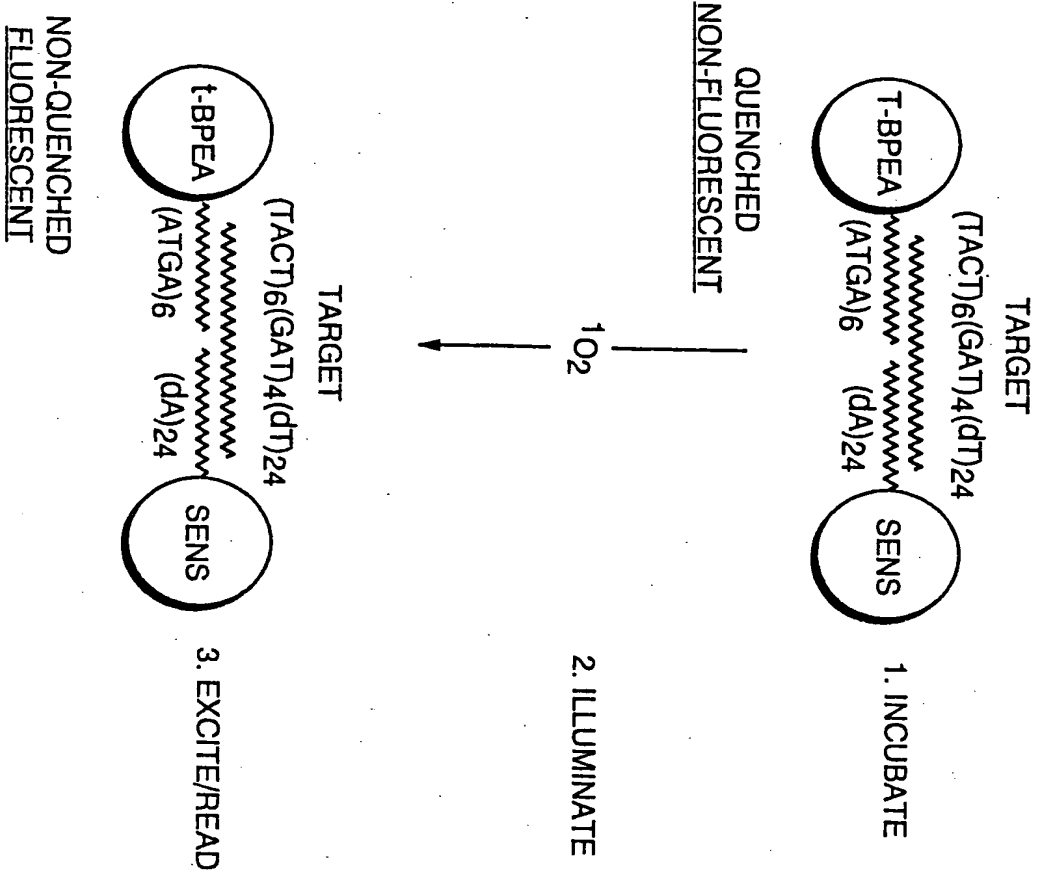 TARGET
(TACT)6(GAT)4(dT)24
T-BPEA
SENS
(ATGA)6
(dA)24
1. INCUBATE
QUENCHED
NON-FLUORESCENT
1O2
2. ILLUMINATE
TARGET
(TACT)6(GAT)4(dT)24
t-BPEA
SENS
(ATGA)6
(dA)24
3. EXCITE/READ
NON-QUENCHED
FLUORESCENT